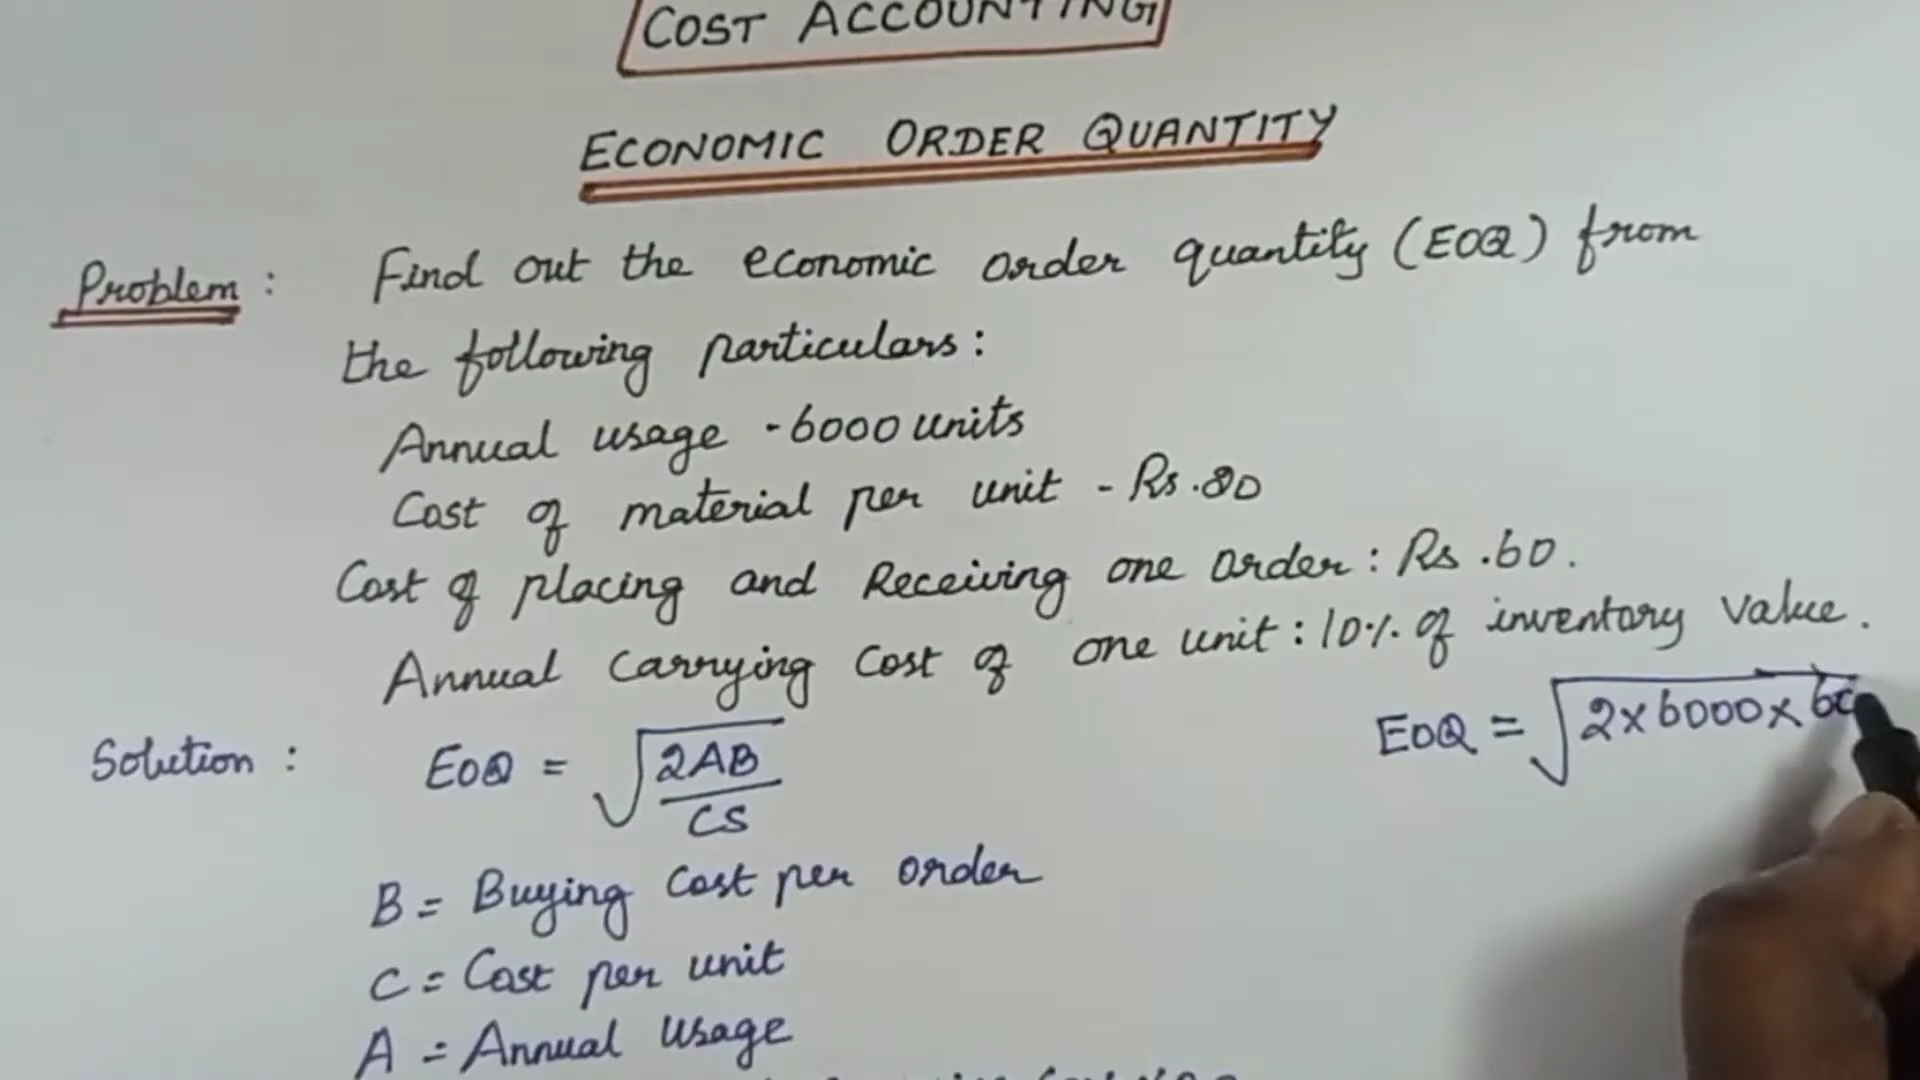 COST ACCOUNTING
ECONOMIC ORDER QUANTITY
Problem : Find out the economic order quantity (EOQ) from
the following particulars :
Annual usage - 6000 units
Cost of material per unit - Rs. 80
Cost of placing and Receiving one order : Rs. 60.
Annual Carrying Cost of one unit : 10% of inventory value.
Solution : EOQ = √2AB/CS
EOQ = √2×6000×60
B = Buying Cost per order
C = Cost per unit
A = Annual usage